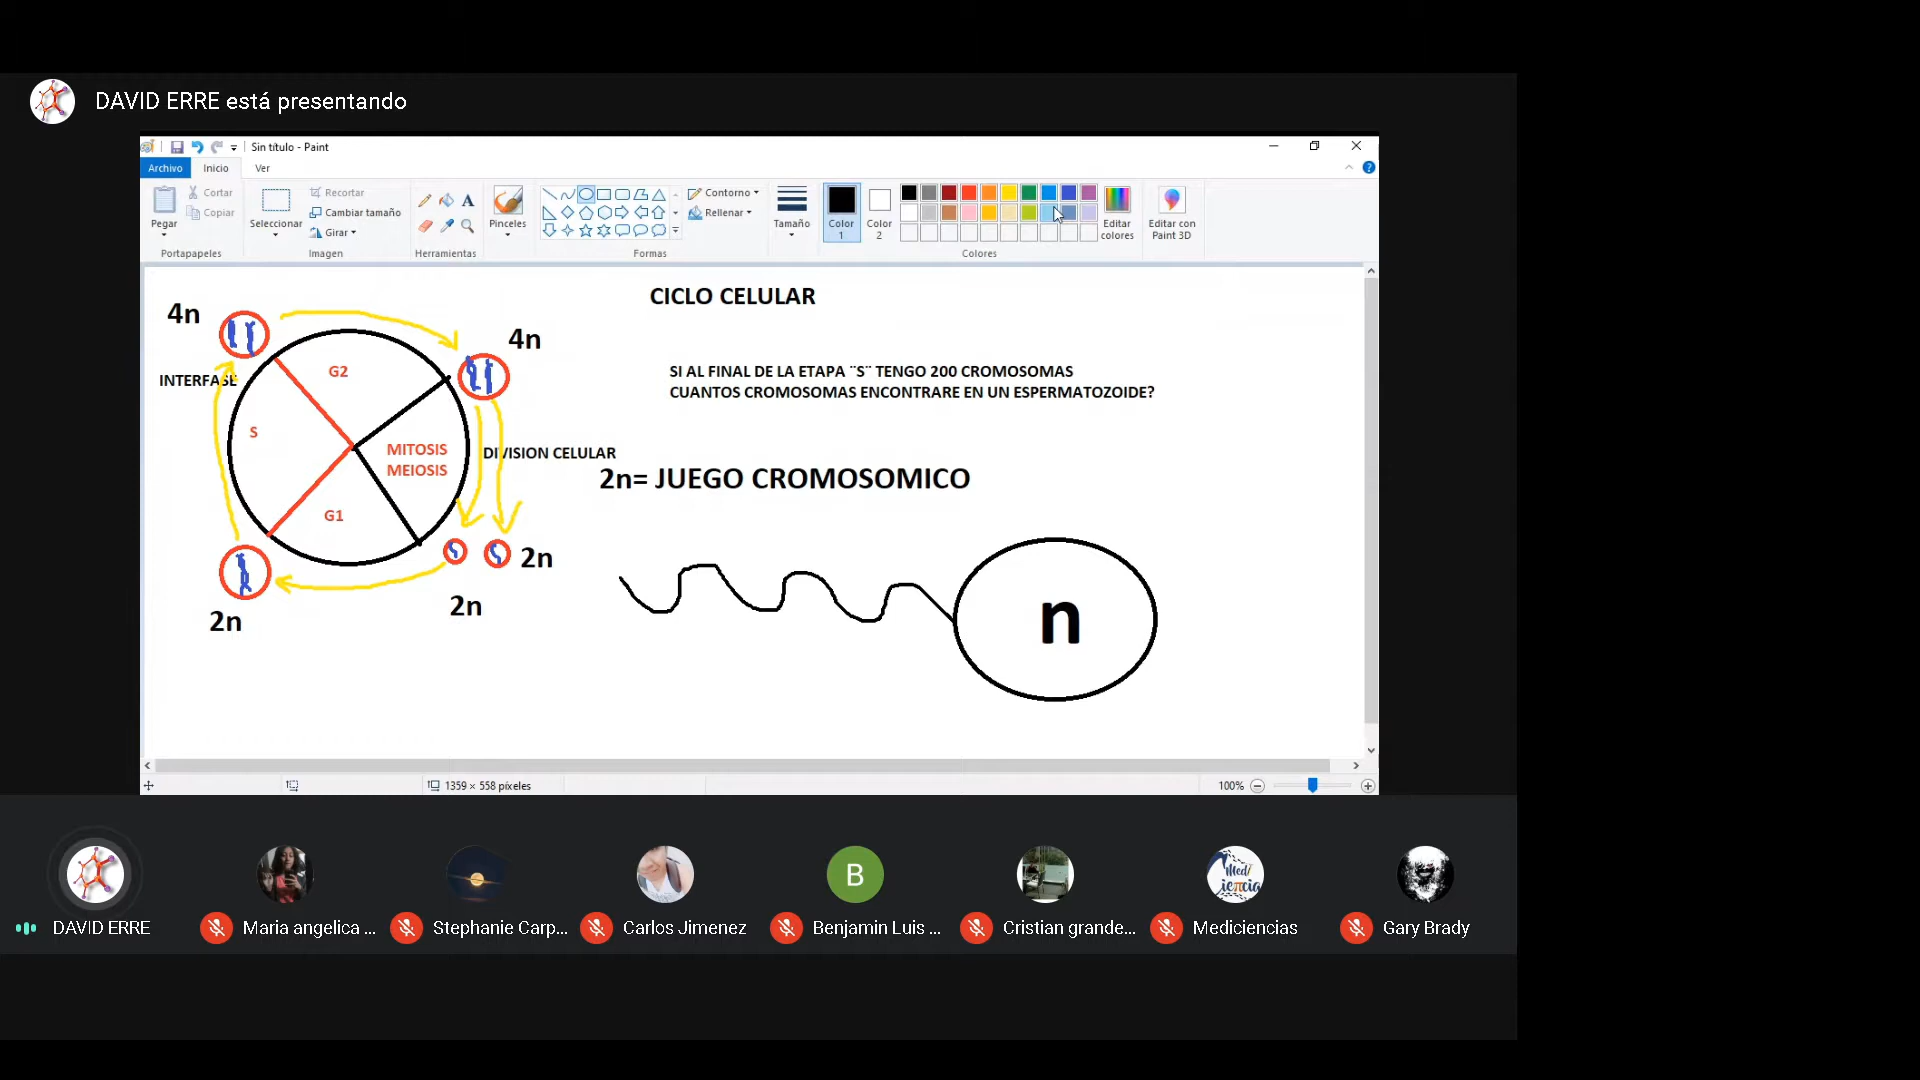 DAVID ERRE está presentando
Sin título - Paint
Archivo
Inicio
Ver
Pegar
Cortar
Copiar
Portapapeles
Seleccionar
Recortar
Cambiar tamaño
Girar
Imagen
A
Herramientas
Pinceles
Contorno
Rellenar
Formas
Tamaño
Color
1
Color
2
Editar
colores
Editar con
Paint 3D
Colores
CICLO CELULAR
4n
4n
INTERFASE
G2
S
MITOSIS
MEIOSIS
G1
DIVISION CELULAR
SI AL FINAL DE LA ETAPA ¨S¨ TENGO 200 CROMOSOMAS
CUANTOS CROMOSOMAS ENCONTRARE EN UN ESPERMATOZOIDE?
2n= JUEGO CROMOSOMICO
2n
2n
2n
n
1359 × 558 píxeles
100%
B
Med/
ieπcia
DAVID ERRE
Maria angelica ...
Stephanie Carp...
Carlos Jimenez
Benjamin Luis ...
Cristian grande...
Mediciencias
Gary Brady